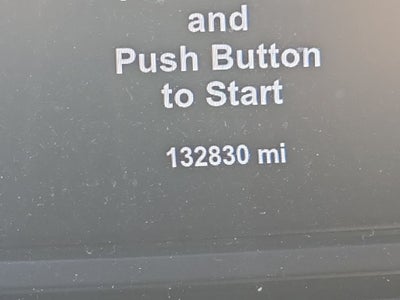 and
Push Button
to Start
132830 mi